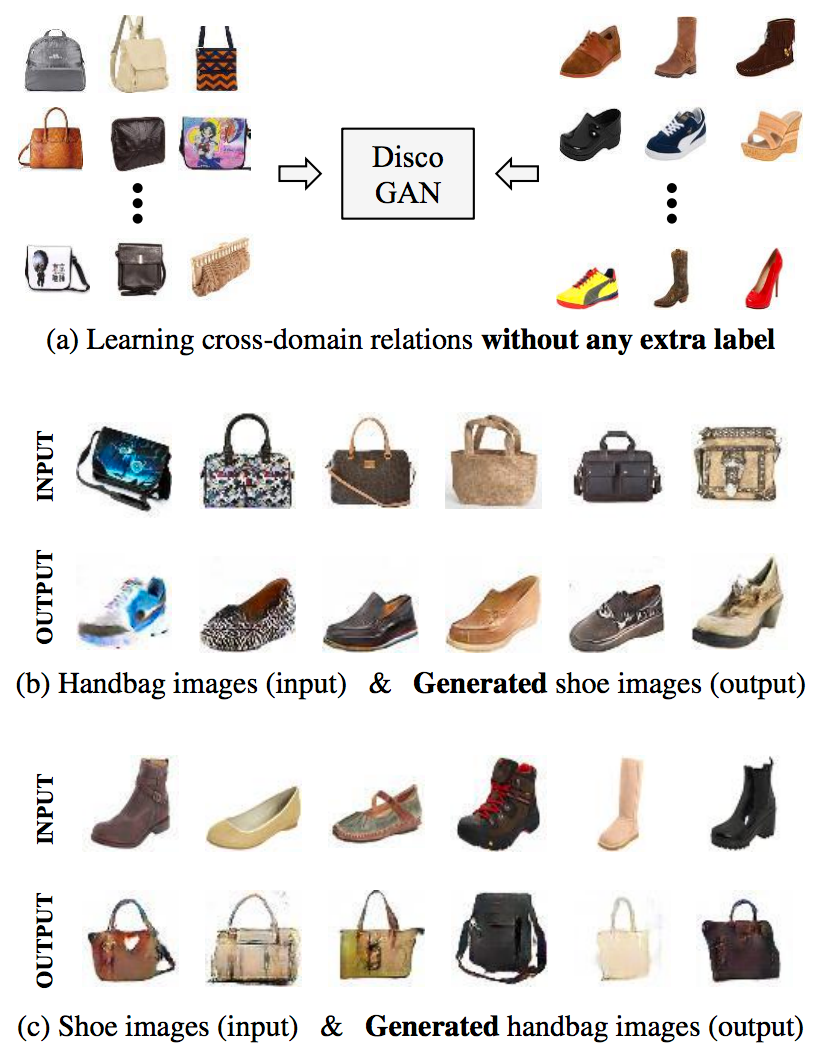 Disco
GAN
(a) Learning cross-domain relations without any extra label
INPUT
OUTPUT
(b) Handbag images (input) & Generated shoe images (output)
INPUT
OUTPUT
(c) Shoe images (input) & Generated handbag images (output)